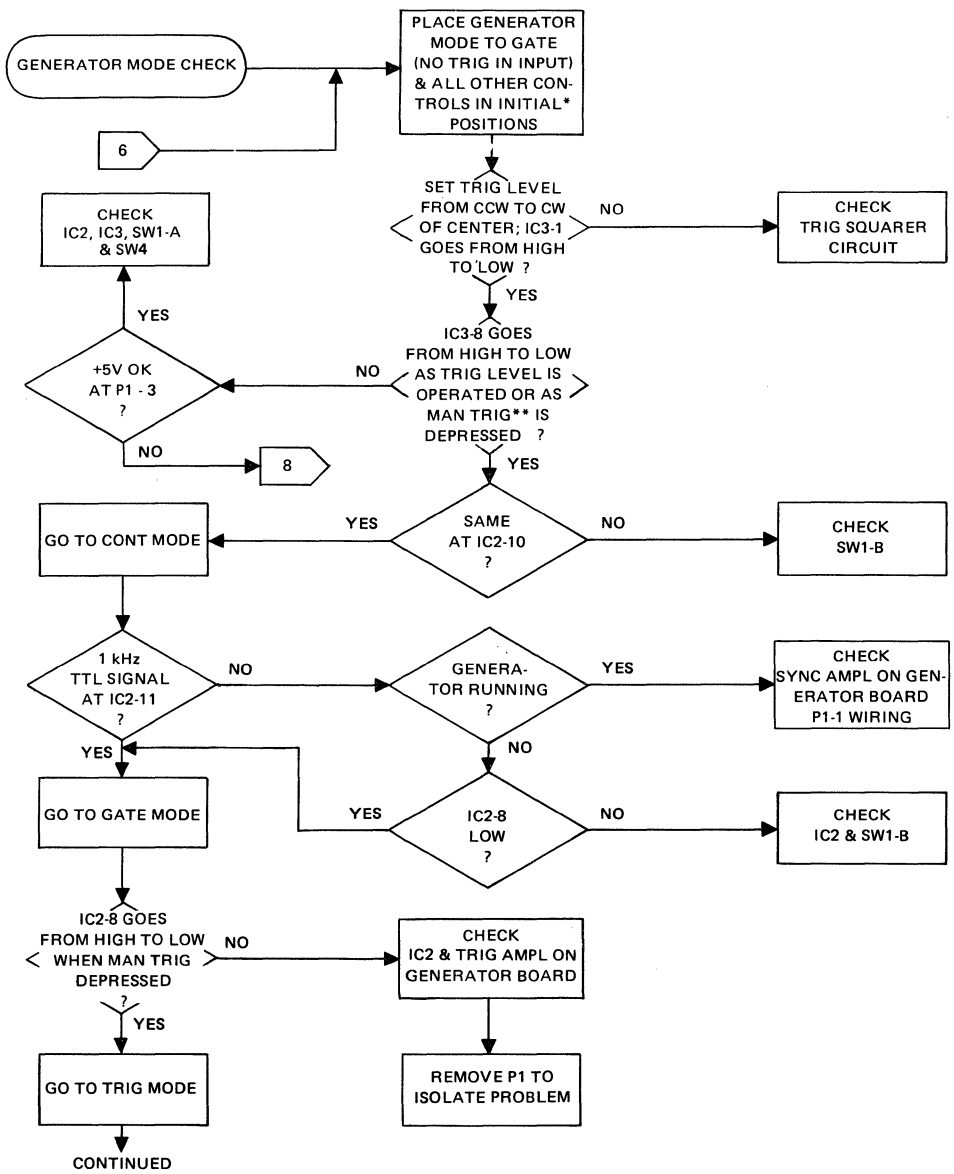 GENERATOR MODE CHECK
PLACE GENERATOR
MODE TO GATE
(NO TRIG IN INPUT)
& ALL OTHER CON-
TROLS IN INITIAL*
POSITIONS
6
SET TRIG LEVEL
FROM CCW TO CW
OF CENTER; IC3-1
GOES FROM HIGH
TO LOW ?
NO
CHECK
TRIG SQUARER
CIRCUIT
YES
CHECK
IC2, IC3, SW1-A
& SW4
YES
IC3-8 GOES
FROM HIGH TO LOW
AS TRIG LEVEL IS
OPERATED OR AS
MAN TRIG** IS
DEPRESSED ?
NO
+5V OK
AT P1 - 3
?
NO
8
YES
SAME
AT IC2-10
?
YES
GO TO CONT MODE
NO
CHECK
SW1-B
1 kHz
TTL SIGNAL
AT IC2-11
?
NO
GENERA-
TOR RUNNING
?
YES
CHECK
SYNC AMPL ON GEN-
ERATOR BOARD
P1-1 WIRING
YES
NO
GO TO GATE MODE
YES
IC2-8
LOW
?
NO
CHECK
IC2 & SW1-B
IC2-8 GOES
FROM HIGH TO LOW
WHEN MAN TRIG
DEPRESSED
?
NO
CHECK
IC2 & TRIG AMPL ON
GENERATOR BOARD
YES
GO TO TRIG MODE
REMOVE P1 TO
ISOLATE PROBLEM
CONTINUED